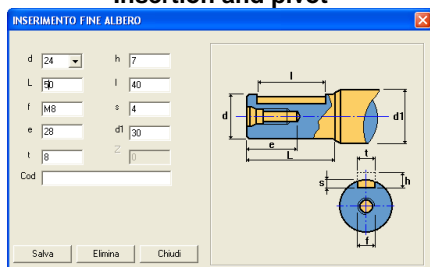 Insertion and pivot
INSERIMENTO FINE ALBERO
d 24 h 7
L 50 l 40
f M8 s 4
e 28 d1 30
t 8 Z 0
Cod
Salva Elimina Chiudi
l
d d1
e
L t
s h
f